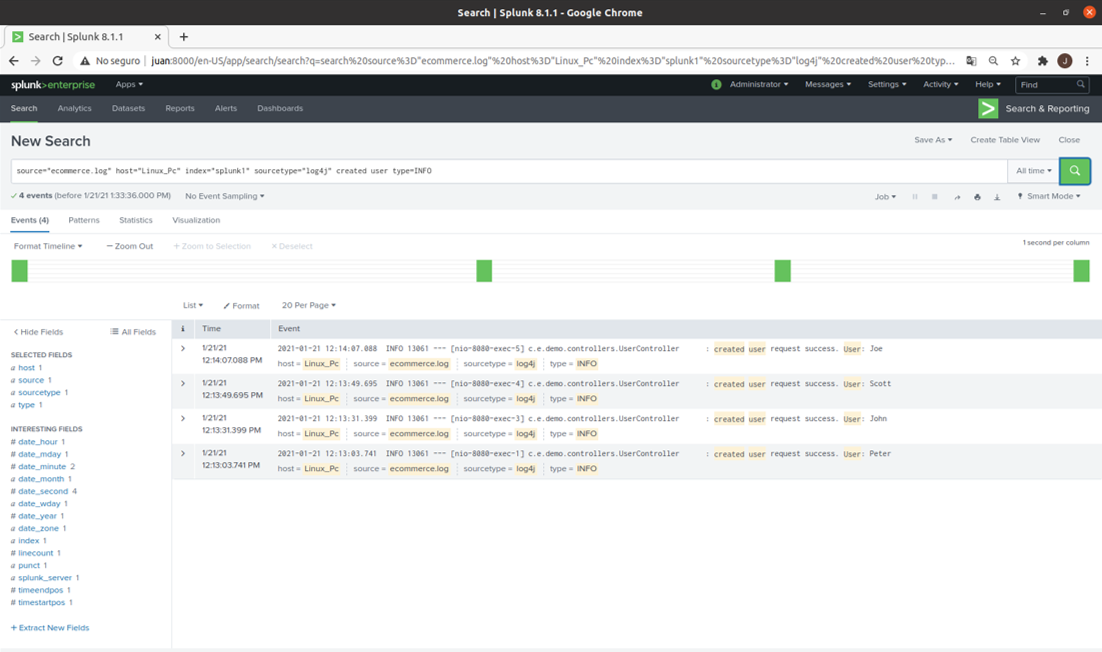 Search | Splunk 8.1.1 - Google Chrome
Search | Splunk 8.1.1
No seguro
juan:8000/en-US/app/search/search?q=search%20source%3D"ecommerce.log"%20host%3D"Linux_Pc"%20index%3D"splunk1"%20sourcetype%3D"log4j"%20created%20user%20typ...
J
splunk>enterprise Apps
i Administrator Messages Settings Activity Help Find
Search Analytics Datasets Reports Alerts Dashboards Search & Reporting
New Search
Save As Create Table View Close
source="ecommerce.log" host="Linux_Pc" index="splunk1" sourcetype="log4j" created user type=INFO
All time
4 events (before 1/21/21 1:33:36.000 PM) No Event Sampling
Job Smart Mode
Events (4) Patterns Statistics Visualization
Format Timeline — Zoom Out + Zoom to Selection × Deselect
1 second per column
List Format 20 Per Page
< Hide Fields All Fields
SELECTED FIELDS
a host 1
a source 1
a sourcetype 1
a type 1
INTERESTING FIELDS
# date_hour 1
# date_mday 1
# date_minute 2
a date_month 1
# date_second 4
a date_wday 1
# date_year 1
a date_zone 1
a index 1
# linecount 1
a punct 1
a splunk_server 1
# timeendpos 1
# timestartpos 1
+ Extract New Fields
i Time Event
1/21/21
12:14:07.088 PM
2021-01-21 12:14:07.088 INFO 13061 --- [nio-8080-exec-5] c.e.demo.controllers.UserController : created user request success. User: Joe
host = Linux_Pc source = ecommerce.log sourcetype = log4j type = INFO
1/21/21
12:13:49.695 PM
2021-01-21 12:13:49.695 INFO 13061 --- [nio-8080-exec-4] c.e.demo.controllers.UserController : created user request success. User: Scott
host = Linux_Pc source = ecommerce.log sourcetype = log4j type = INFO
1/21/21
12:13:31.399 PM
2021-01-21 12:13:31.399 INFO 13061 --- [nio-8080-exec-3] c.e.demo.controllers.UserController : created user request success. User: John
host = Linux_Pc source = ecommerce.log sourcetype = log4j type = INFO
1/21/21
12:13:03.741 PM
2021-01-21 12:13:03.741 INFO 13061 --- [nio-8080-exec-1] c.e.demo.controllers.UserController : created user request success. User: Peter
host = Linux_Pc source = ecommerce.log sourcetype = log4j type = INFO